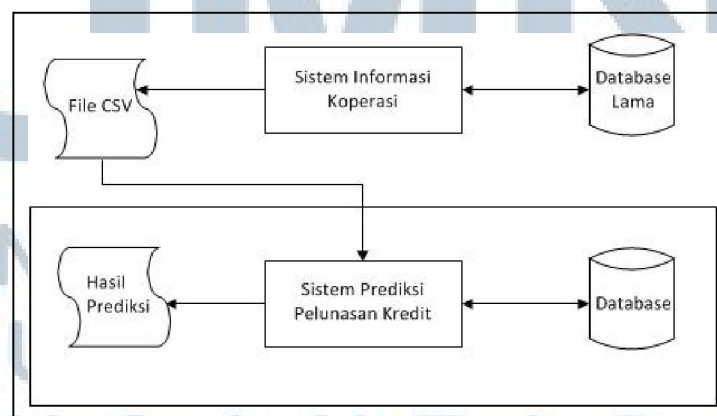 File CSV
Sistem Informasi
Koperasi
Database
Lama
Hasil
Prediksi
Sistem Prediksi
Pelunasan Kredit
Database